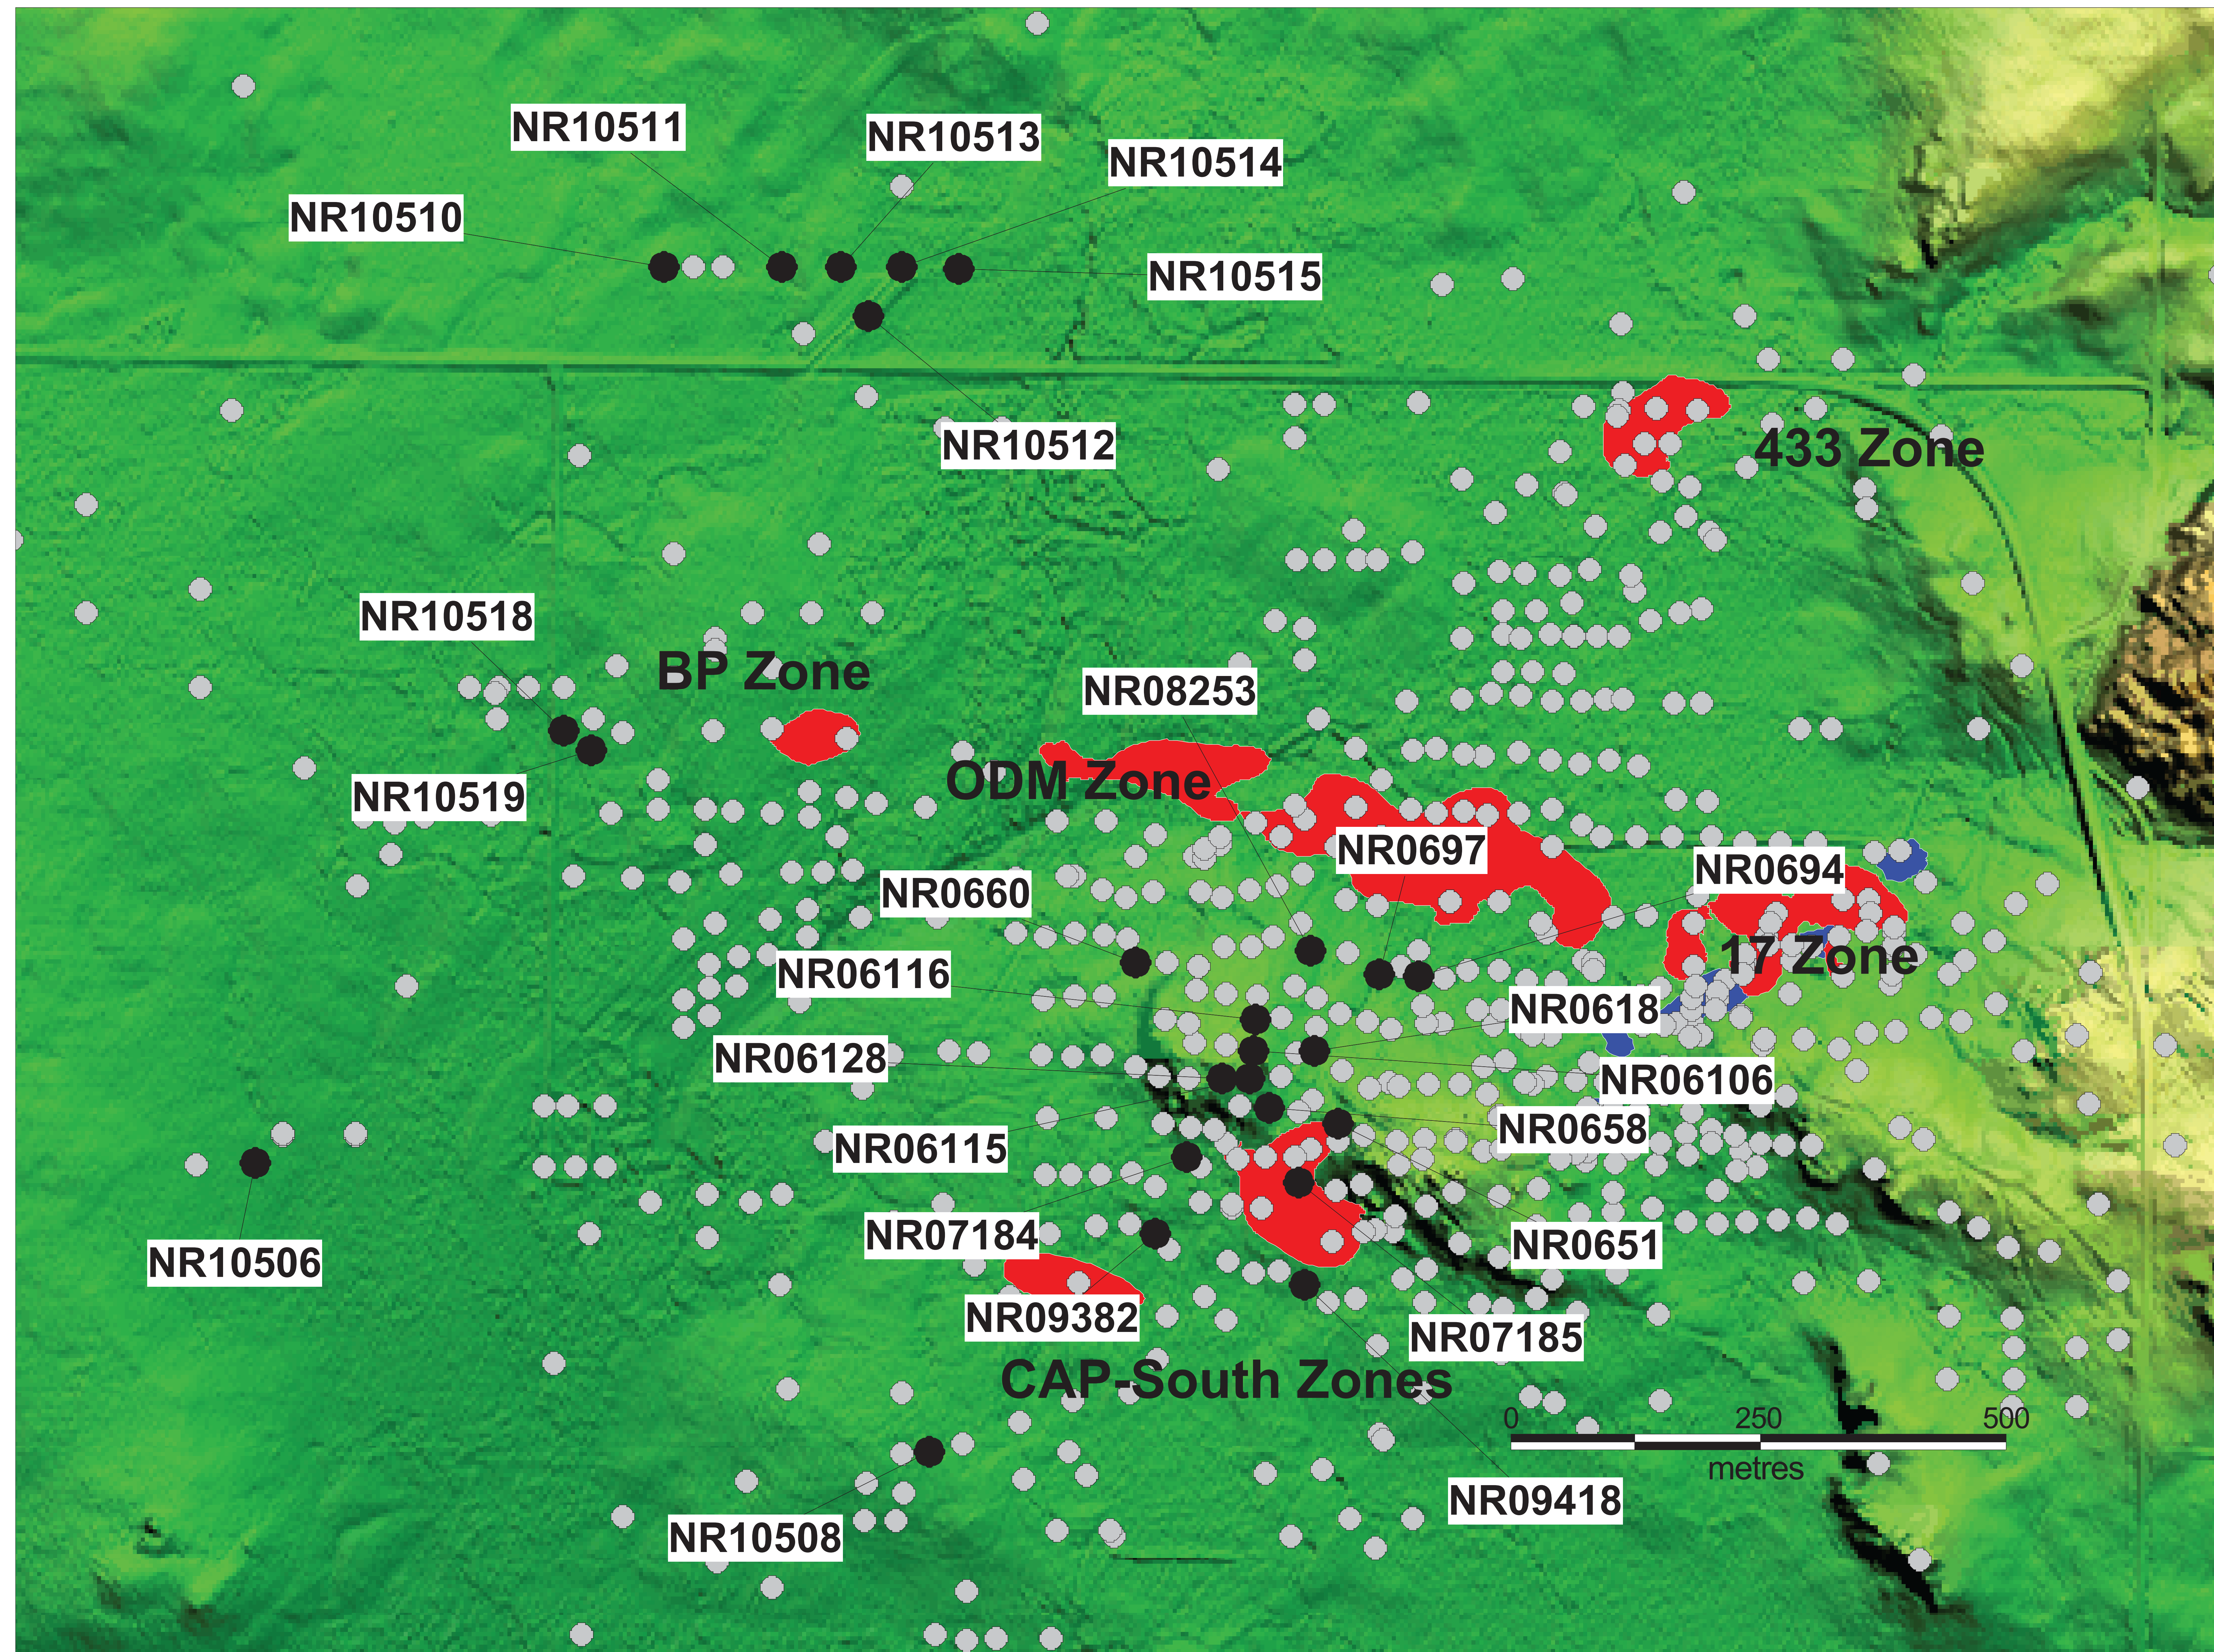 NR10511
NR10513
NR10514
NR10510
NR10515
NR10512
433 Zone
NR10518
BP Zone
NR08253
ODM Zone
NR10519
NR0697
NR0694
NR0660
17 Zone
NR06116
NR0618
NR06128
NR06106
NR0658
NR06115
NR07184
NR0651
NR10506
NR09382
NR07185
CAP-South Zones
0 250 500
metres
NR09418
NR10508